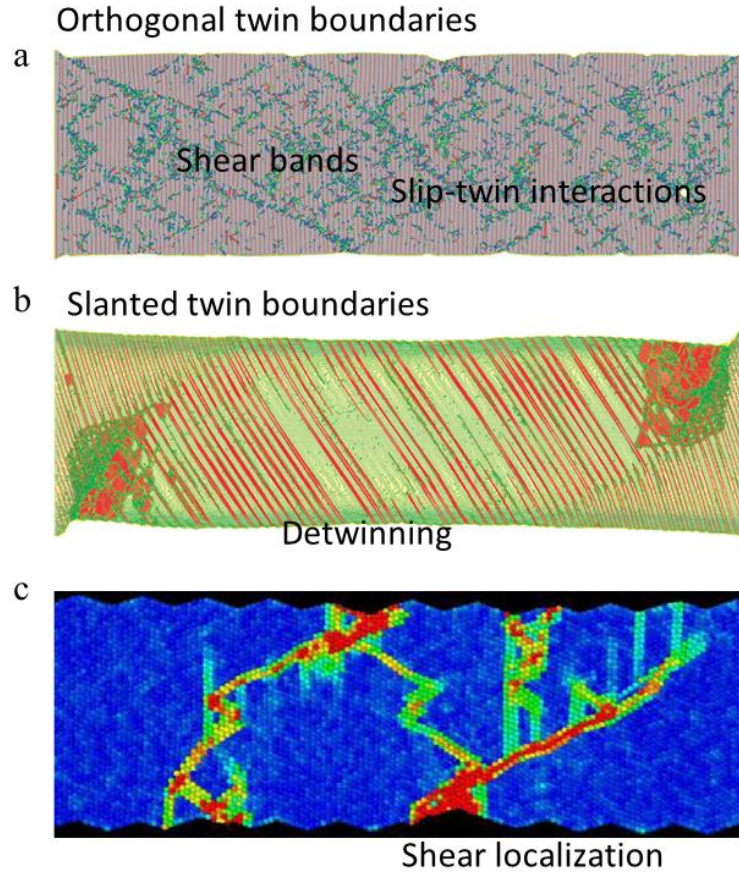 Orthogonal twin boundaries
a
Shear bands
Slip-twin interactions
b
Slanted twin boundaries
Detwinning
c
Shear localization